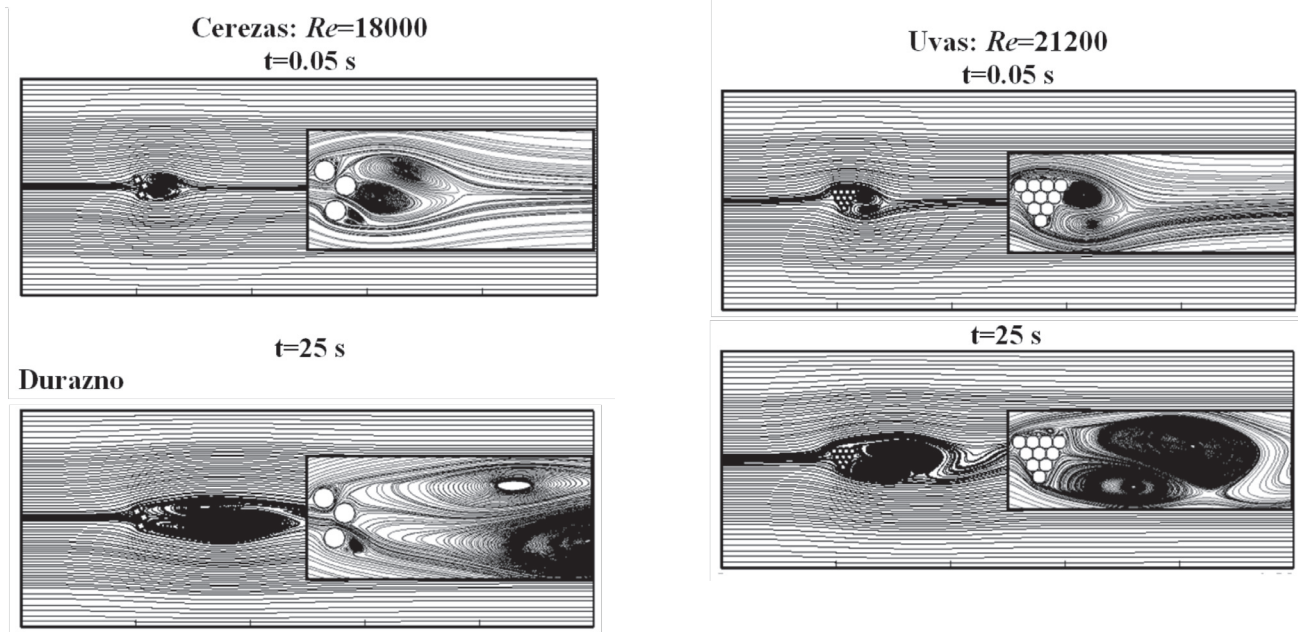 Cerezas: Re=18000
t=0.05 s
t=25 s
Durazno
Uvas: Re=21200
t=0.05 s
t=25 s